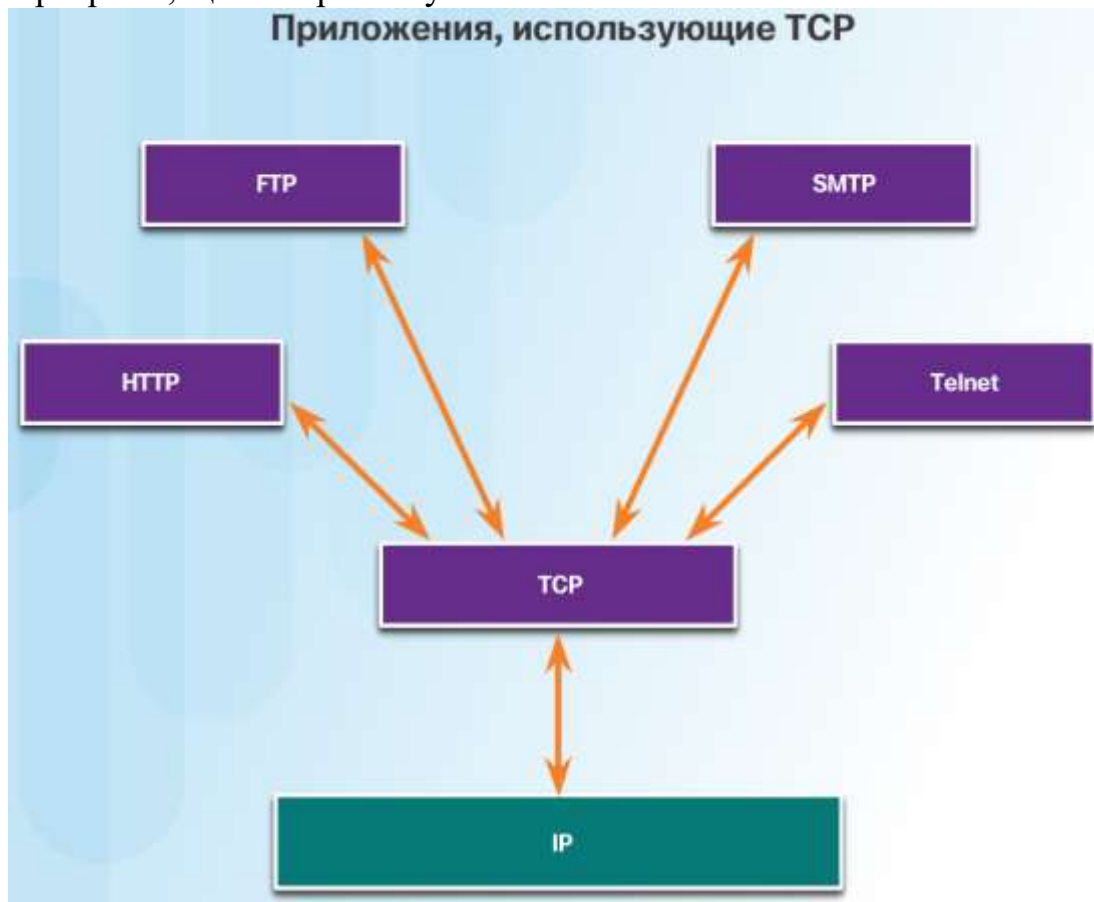 Приложения, использующие TCP
FTP
SMTP
HTTP
Telnet
TCP
IP